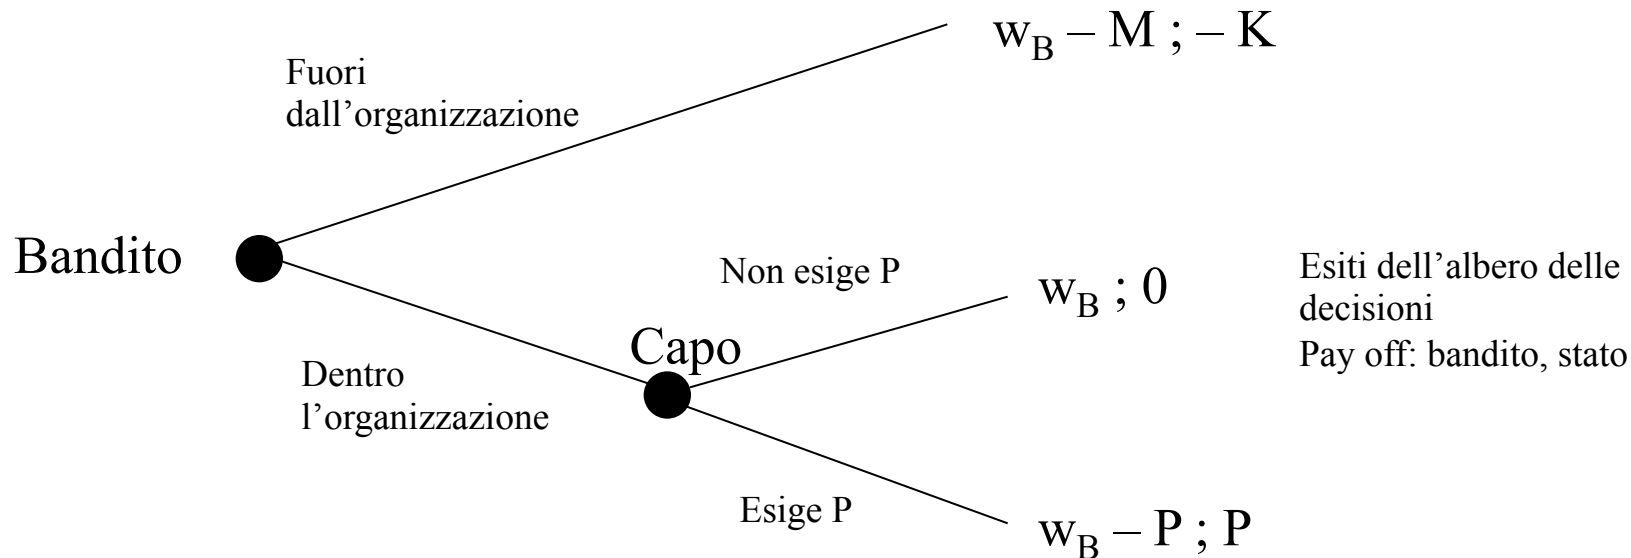 w_B – M ; – K
Fuori
dall’organizzazione
Bandito
Non esige P
w_B ; 0
Esiti dell’albero delle
decisioni
Pay off: bandito, stato
Capo
Dentro
l’organizzazione
Esige P
w_B – P ; P